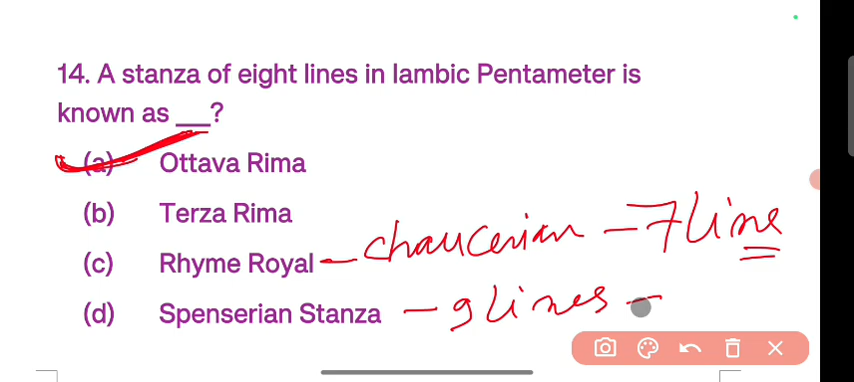 14. A stanza of eight lines in Iambic Pentameter is
known as ___?
(a) Ottava Rima
(b) Terza Rima
(c) Rhyme Royal – chaucerian – 7 line
(d) Spenserian Stanza – 9 lines –